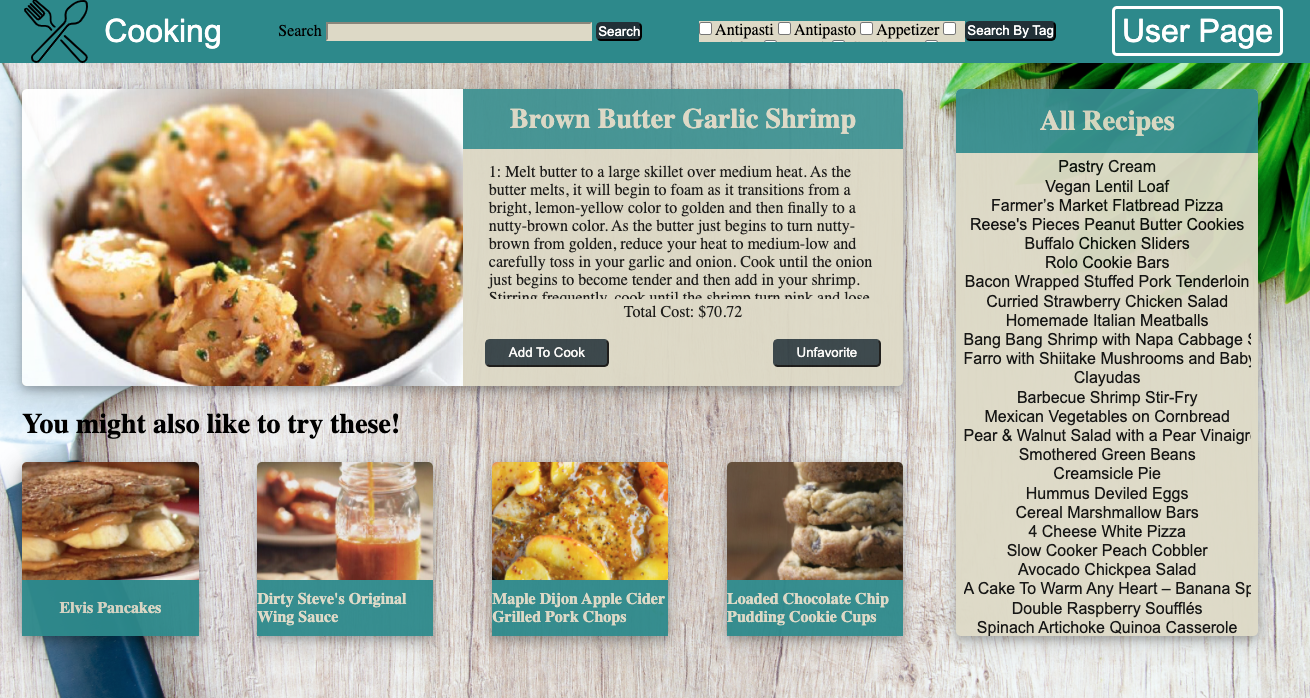 Cooking
Search
Search
Antipasti Antipasto Appetizer
Search By Tag
User Page
Brown Butter Garlic Shrimp
1: Melt butter to a large skillet over medium heat. As the
butter melts, it will begin to foam as it transitions from a
bright, lemon-yellow color to golden and then finally to a
nutty-brown color. As the butter just begins to turn nutty-
brown from golden, reduce your heat to medium-low and
carefully toss in your garlic and onion. Cook until the onion
just begins to become tender and then add in your shrimp.
Stirring frequently, cook until the shrimp turn pink and lose
Total Cost: $70.72
Add To Cook
Unfavorite
You might also like to try these!
Elvis Pancakes
Dirty Steve's Original
Wing Sauce
Maple Dijon Apple Cider
Grilled Pork Chops
Loaded Chocolate Chip
Pudding Cookie Cups
All Recipes
Pastry Cream
Vegan Lentil Loaf
Farmer’s Market Flatbread Pizza
Reese's Pieces Peanut Butter Cookies
Buffalo Chicken Sliders
Rolo Cookie Bars
Bacon Wrapped Stuffed Pork Tenderloin
Curried Strawberry Chicken Salad
Homemade Italian Meatballs
Bang Bang Shrimp with Napa Cabbage
Farro with Shiitake Mushrooms and Baby
Clayudas
Barbecue Shrimp Stir-Fry
Mexican Vegetables on Cornbread
Pear & Walnut Salad with a Pear Vinaigr
Smothered Green Beans
Creamsicle Pie
Hummus Deviled Eggs
Cereal Marshmallow Bars
4 Cheese White Pizza
Slow Cooker Peach Cobbler
Avocado Chickpea Salad
A Cake To Warm Any Heart – Banana Sp
Double Raspberry Soufflés
Spinach Artichoke Quinoa Casserole